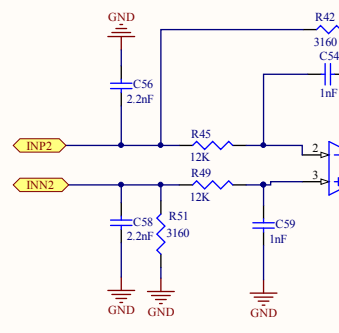 GND
R42
3160
C54
1nF
C56
2.2nF
INP2
R45
12K
2
INN2
R49
12K
3
C58
2.2nF
R51
3160
C59
1nF
GND
GND
GND